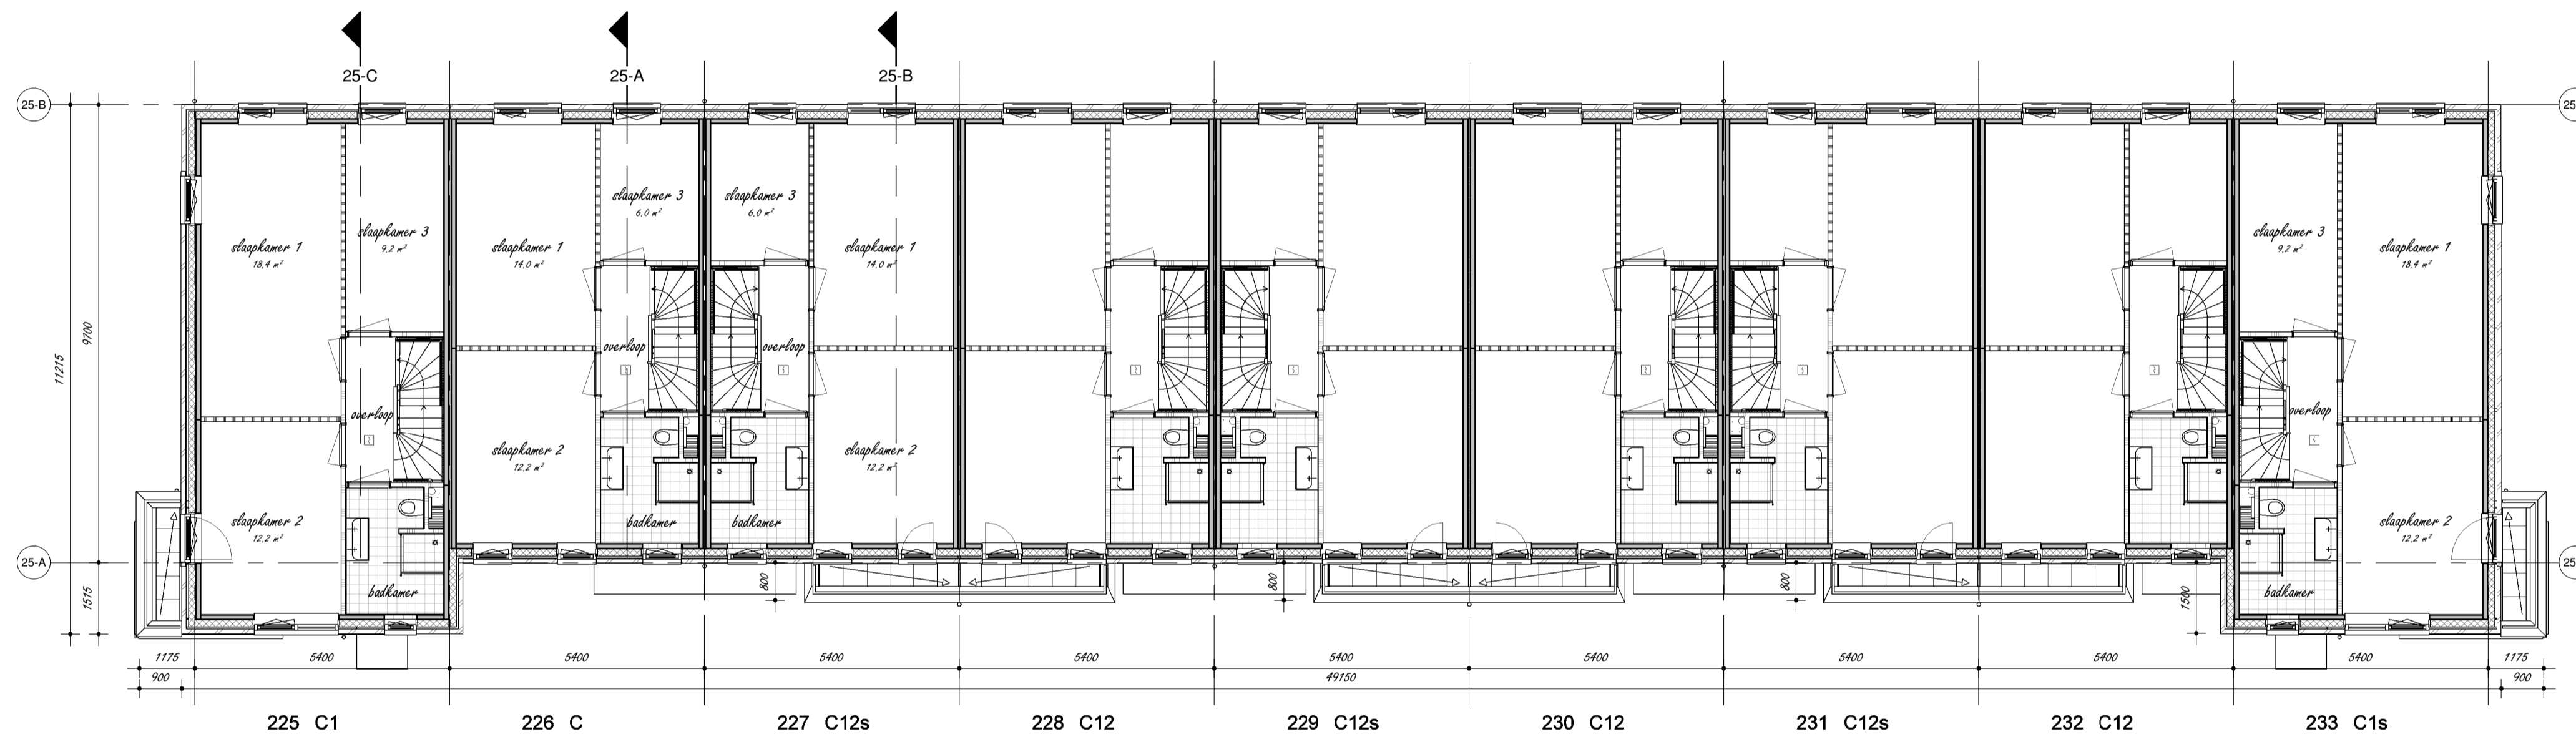 25-C
25-A
25-B
25-B
25
slaapkamer 3
6,0 m²
slaapkamer 3
6,0 m²
slaapkamer 1
18,4 m²
slaapkamer 3
9,2 m²
slaapkamer 1
14,0 m²
slaapkamer 1
14,0 m²
slaapkamer 3
9,2 m²
slaapkamer 1
18,4 m²
9700
11215
overloop
overloop
overloop
overloop
slaapkamer 2
12,2 m²
slaapkamer 2
12,2 m²
slaapkamer 2
12,2 m²
slaapkamer 2
12,2 m²
badkamer
badkamer
25-A
25
badkamer
badkamer
1515
800
800
800
1500
1175
5400
5400
5400
5400
5400
5400
5400
5400
5400
1175
900
49150
900
225 C1
226 C
227 C12s
228 C12
229 C12s
230 C12
231 C12s
232 C12
233 C1s